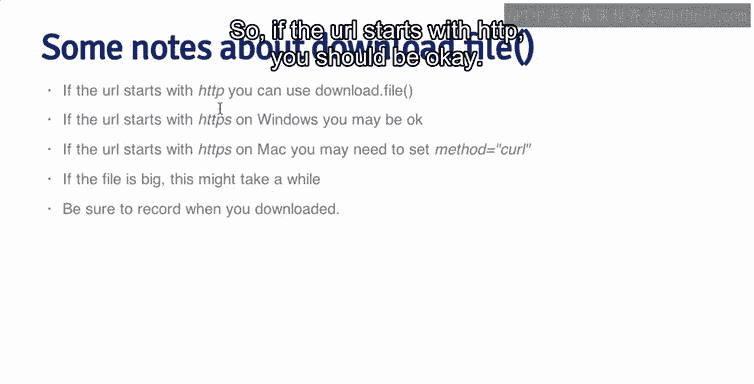 Some notes about download.file()
So, if the url starts with http,
you should be okay.
· If the url starts with http you can use download.file()
· If the url starts with https on Windows you may be ok
· If the url starts with https on Mac you may need to set method="curl"
· If the file is big, this might take a while
· Be sure to record when you downloaded.